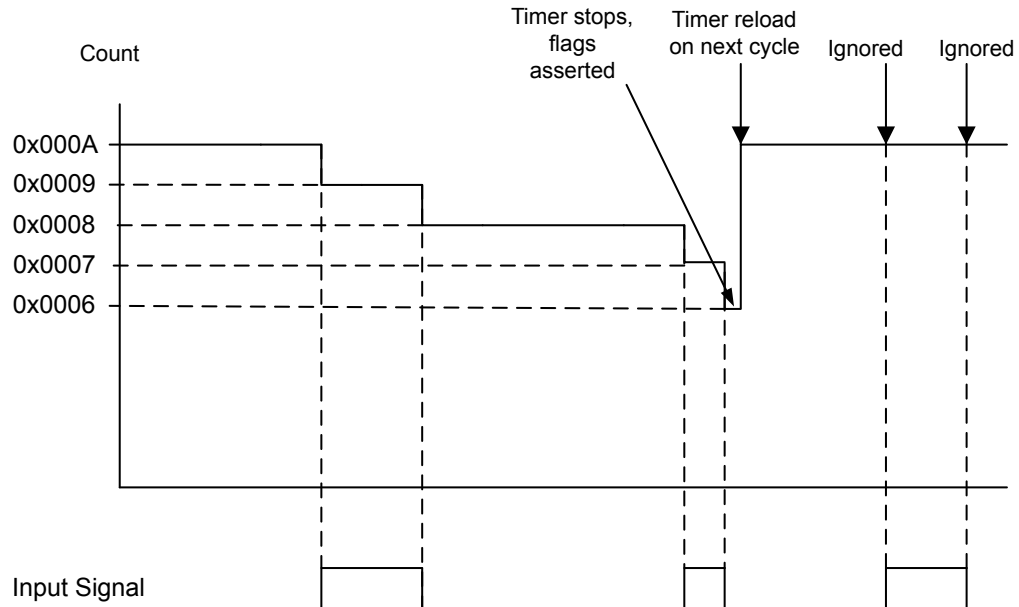 Timer stops,
flags
asserted
Timer reload
on next cycle
Ignored
Ignored
Count
0x000A
0x0009
0x0008
0x0007
0x0006
Input Signal